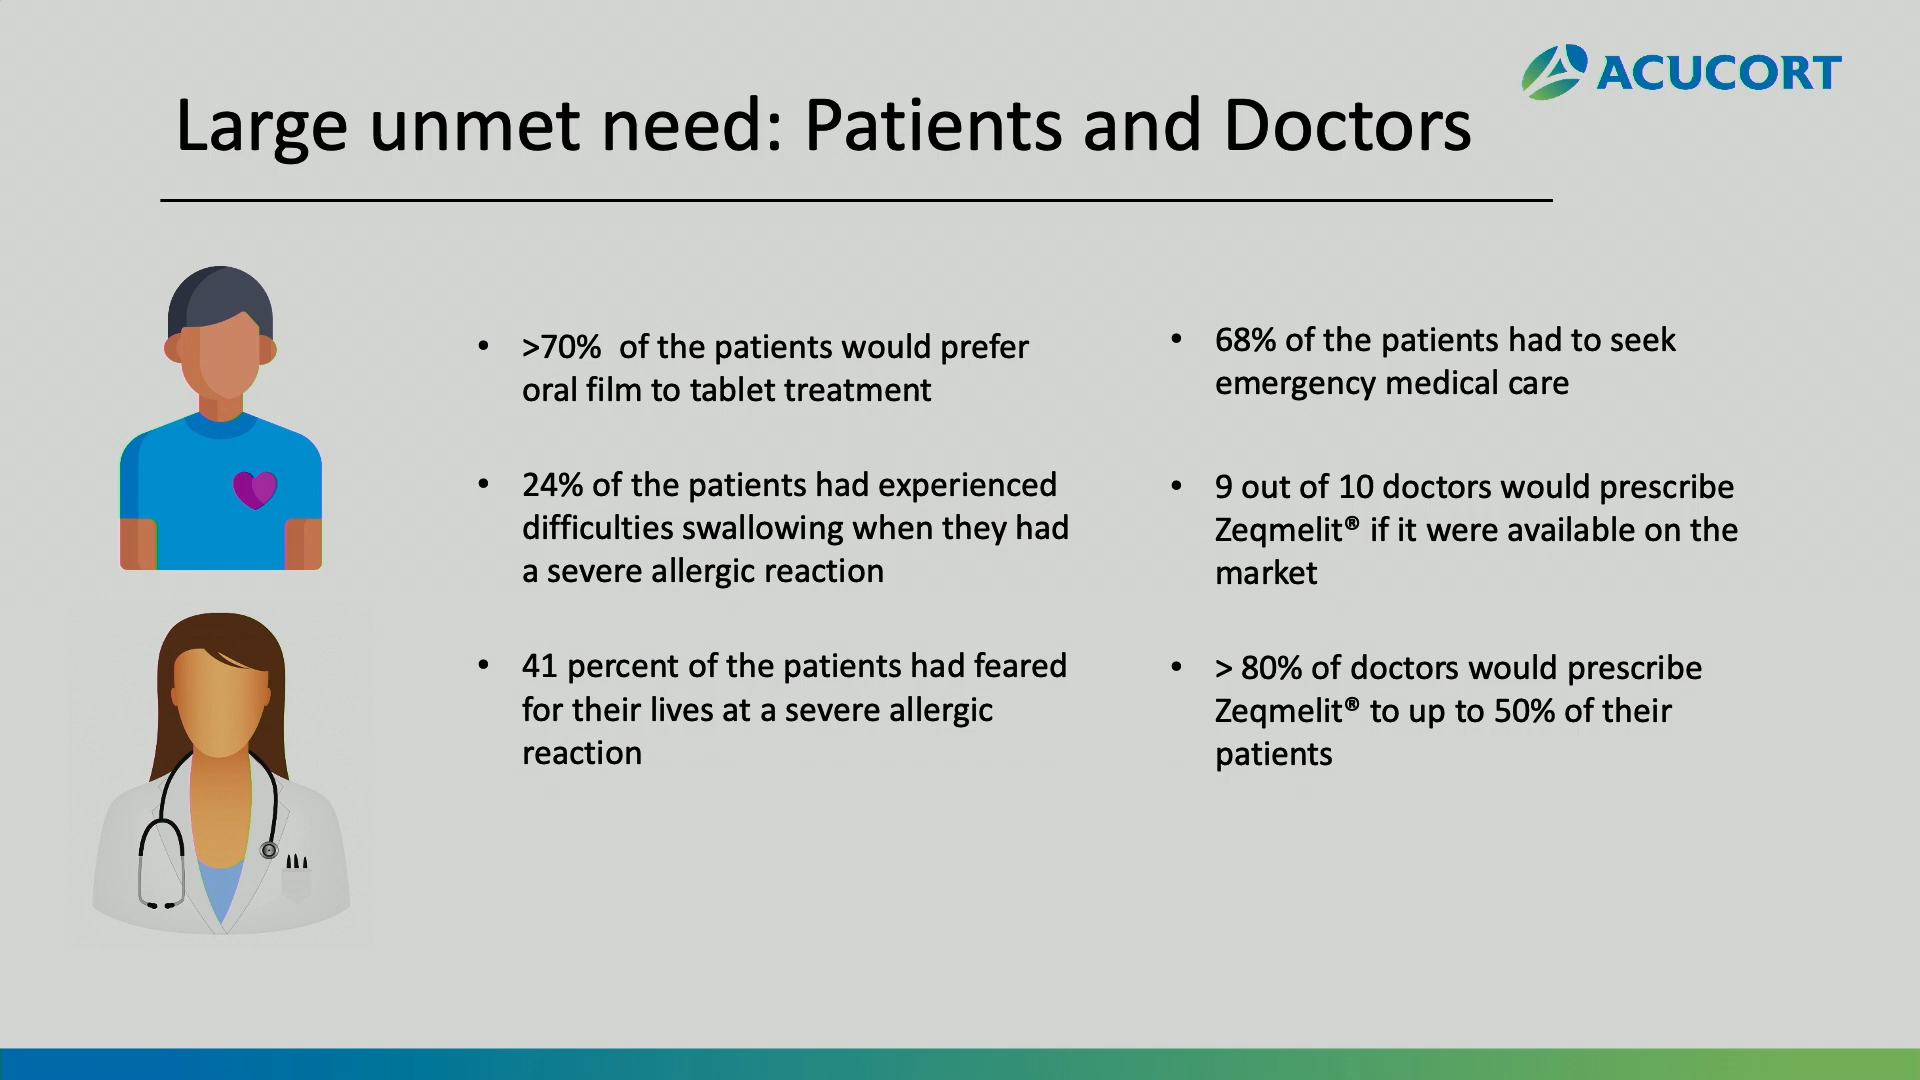 ACUCORT
Large unmet need: Patients and Doctors
• >70% of the patients would prefer
oral film to tablet treatment
• 24% of the patients had experienced
difficulties swallowing when they had
a severe allergic reaction
• 41 percent of the patients had feared
for their lives at a severe allergic
reaction
• 68% of the patients had to seek
emergency medical care
• 9 out of 10 doctors would prescribe
Zeqmelit® if it were available on the
market
• > 80% of doctors would prescribe
Zeqmelit® to up to 50% of their
patients